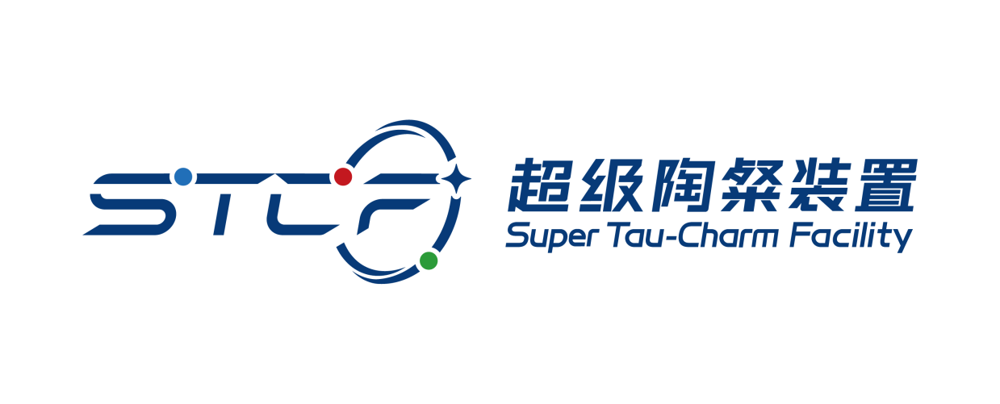 STCF
超级陶粲装置
Super Tau-Charm Facility